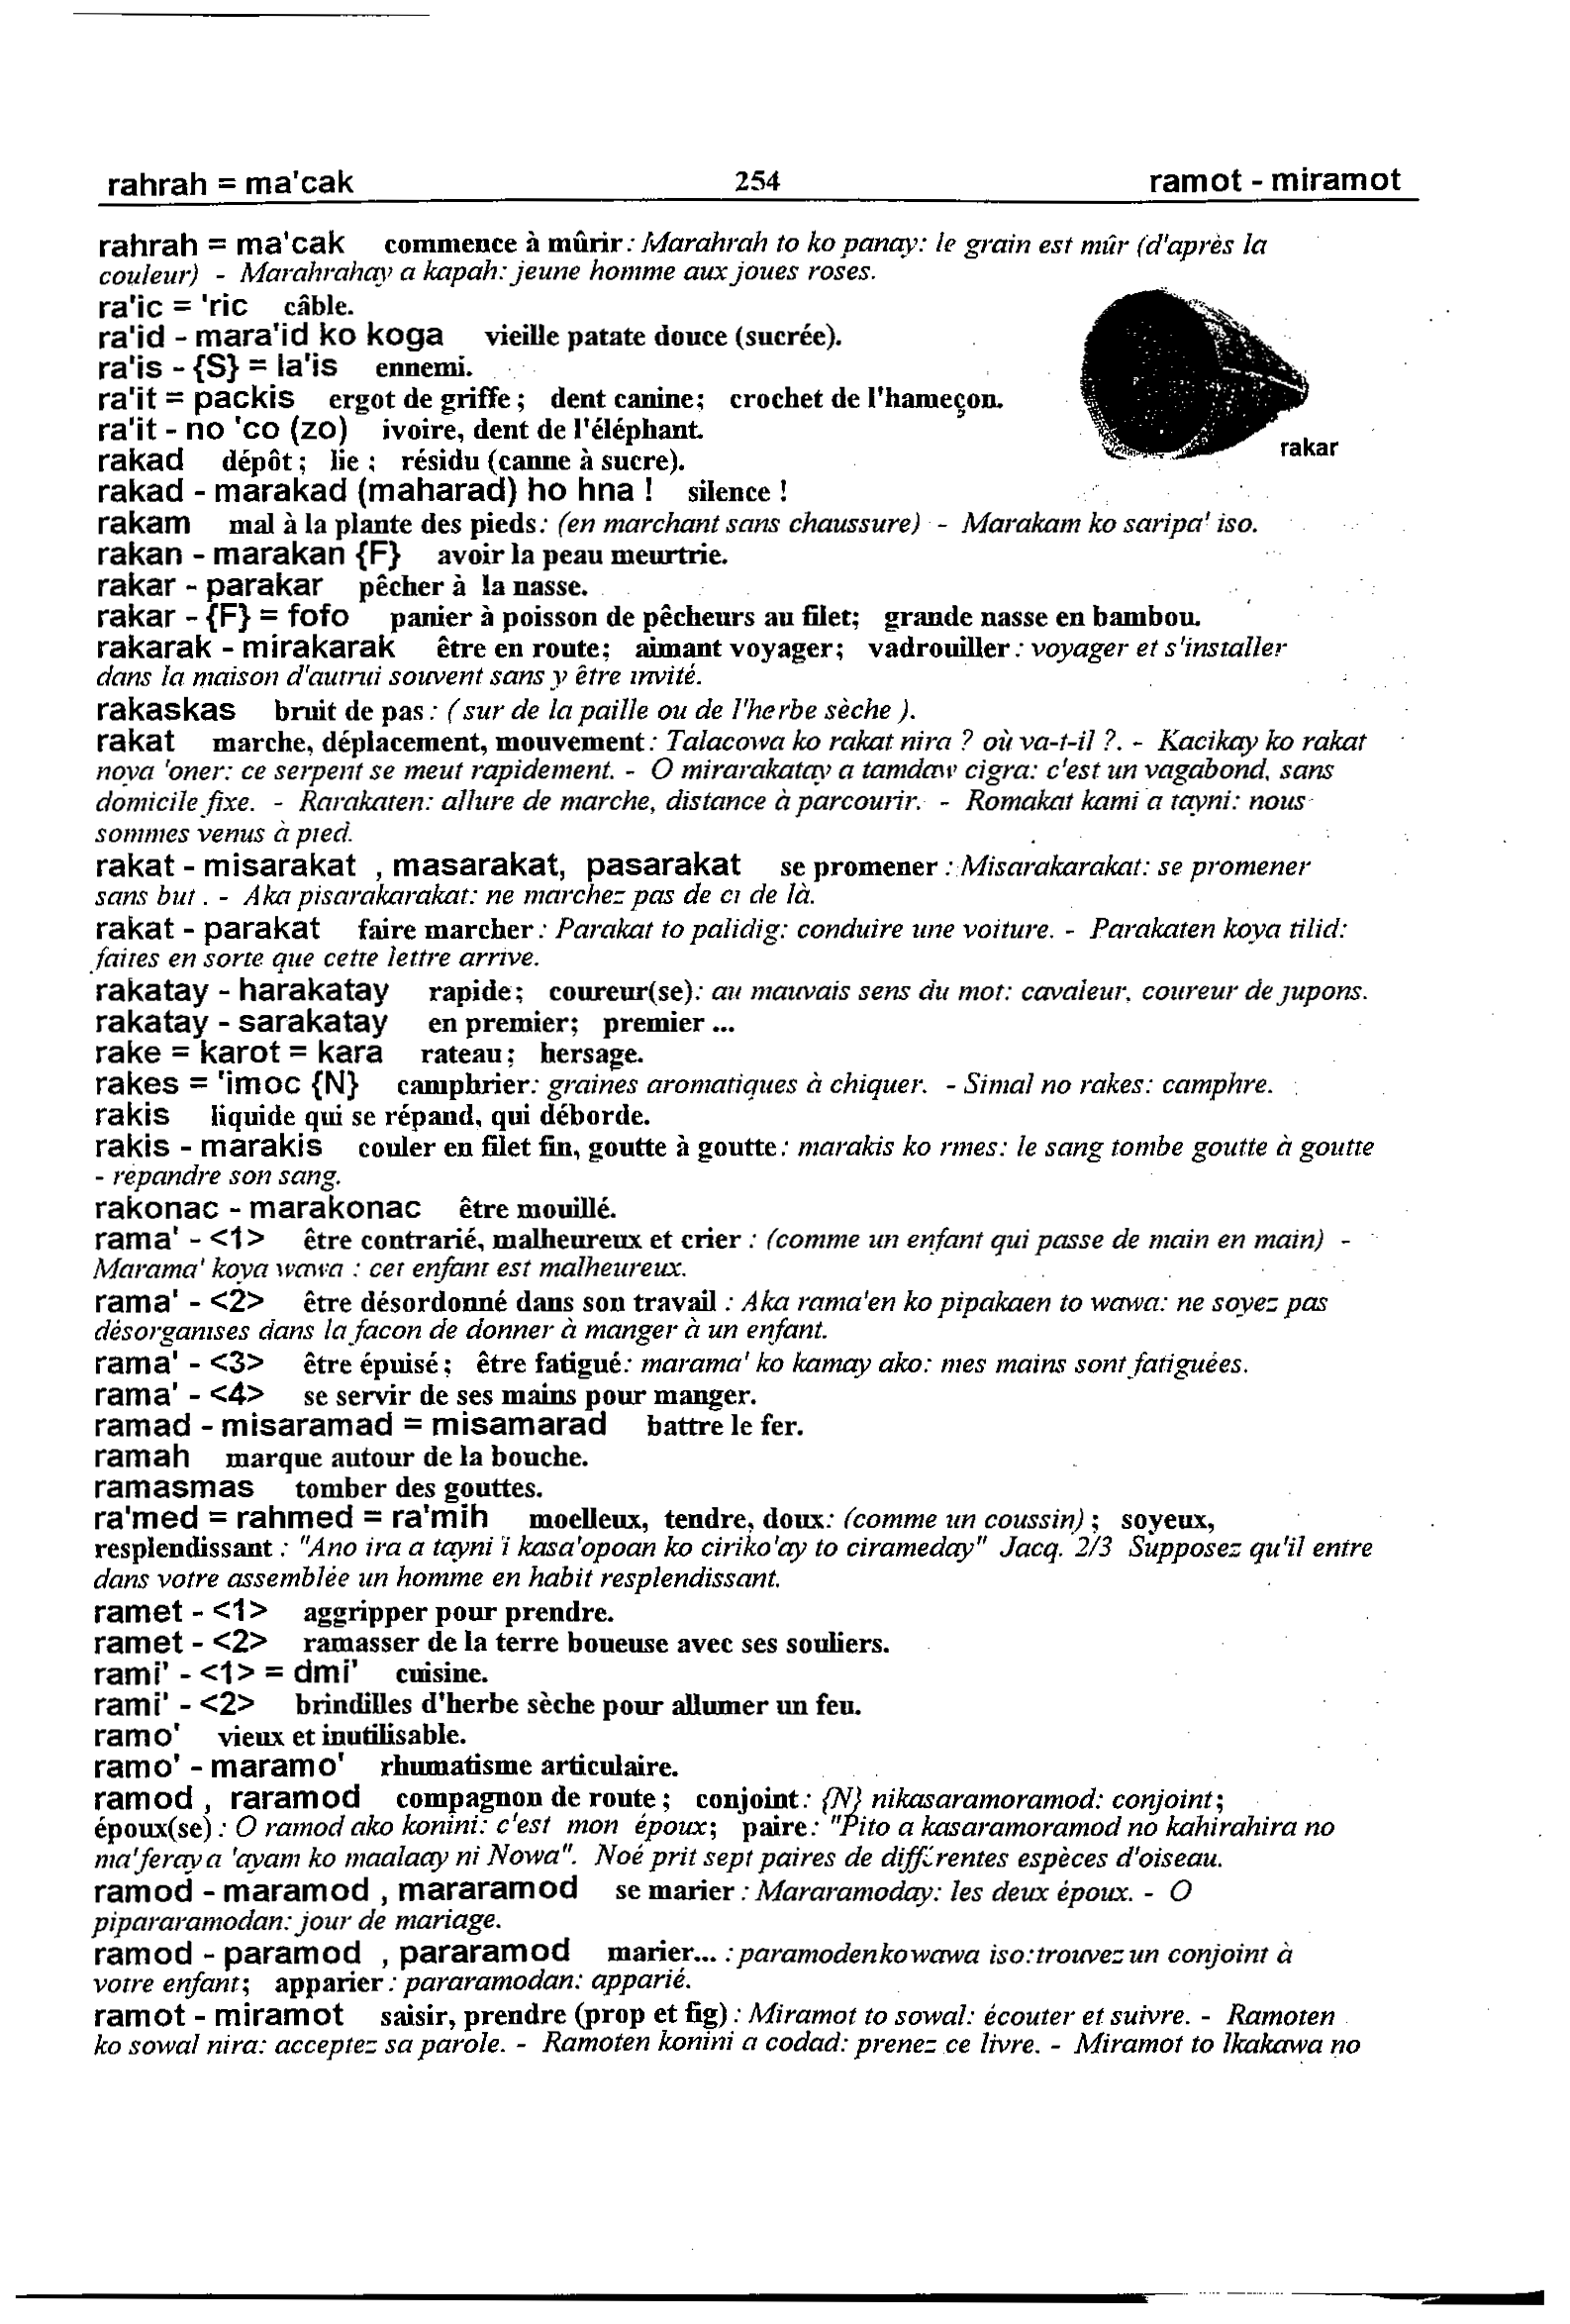 rahrah = ma'cak 254 ramot - miramot
rahrah = ma'cak commence à mûrir : Marahrah to ko panay: le grain est mûr (d'après la
couleur) - Marahrahay a kapah: jeune homme aux joues roses.
ra'ic = 'ric câble.
ra'id - mara'id ko koga vieille patate douce (sucrée).
ra'is - {S} = la'is ennemi.
ra'it = packis ergot de griffe ; dent canine; crochet de l'hameçon.
ra'it - no 'co (zo) ivoire, dent de l'éléphant.
rakar
rakad dépôt ; lie ; résidu (canne à sucre).
rakad - marakad (maharad) ho hna ! silence !
rakam mal à la plante des pieds: (en marchant sans chaussure) - Marakam ko saripa' iso.
rakan - marakan {F} avoir la peau meurtrie.
rakar - parakar pêcher à la nasse.
rakar - {F} = fofo panier à poisson de pêcheurs au filet; grande nasse en bambou.
rakarak - mirakarak être en route; aimant voyager; vadrouiller : voyager et s'installer
dans la maison d'autrui souvent sans y être invité.
rakaskas bruit de pas : ( sur de la paille ou de l'herbe sèche ).
rakat marche, déplacement, mouvement : Talacowa ko rakat nira ? où va-t-il ?. - Kacikay ko rakat
noya 'oner: ce serpent se meut rapidement. - O mirarakatay a tamdaw cigra: c'est un vagabond, sans
domicile fixe. - Rarakaten: allure de marche, distance à parcourir. - Romakat kami a tayni: nous
sommes venus à pied.
rakat - misarakat , masarakat, pasarakat se promener : Misarakarakat: se promener
sans but . - Aka pisarakarakat: ne marchez pas de ci de là.
rakat - parakat faire marcher : Parakat to palidig: conduire une voiture. - Parakaten koya tilid:
faites en sorte que cette lettre arrive.
rakatay - harakatay rapide; coureur(se): au mauvais sens du mot: cavaleur, coureur de jupons.
rakatay - sarakatay en premier; premier ...
rake = karot = kara rateau; hersage.
rakes = 'imoc {N} camphrier: graines aromatiques à chiquer. - Simal no rakes: camphre.
rakis liquide qui se répand, qui déborde.
rakis - marakis couler en filet fin, goutte à goutte : marakis ko rmes: le sang tombe goutte à goutte
- répandre son sang.
rakonac - marakonac être mouillé.
rama' - <1> être contrarié, malheureux et crier : (comme un enfant qui passe de main en main) -
Marama' koya wawa : cet enfant est malheureux.
rama' - <2> être désordonné dans son travail : Aka rama'en ko pipakaen to wawa: ne soyez pas
désorganisés dans la facon de donner à manger à un enfant.
rama' - <3> être épuisé ; être fatigué: marama' ko kamay ako: mes mains sont fatiguées.
rama' - <4> se servir de ses mains pour manger.
ramad - misaramad = misamarad battre le fer.
ramah marque autour de la bouche.
ramasmas tomber des gouttes.
ra'med = rahmed = ra'mih moelleux, tendre, doux: (comme un coussin) ; soyeux,
resplendissant : "Ano ira a tayni i kasa'opoan ko ciriko'ay to cirameday" Jacq. 2/3 Supposez qu'il entre
dans votre assemblée un homme en habit resplendissant.
ramet - <1> aggripper pour prendre.
ramet - <2> ramasser de la terre boueuse avec ses souliers.
rami' - <1> = dmi' cuisine.
rami' - <2> brindilles d'herbe sèche pour allumer un feu.
ramo' vieux et inutilisable.
ramo' - maramo' rhumatisme articulaire.
ramod , raramod compagnon de route ; conjoint : {N} nikasaramoramod: conjoint ;
époux(se) : O ramod ako konini: c'est mon époux; paire : "Pito a kasaramoramod no kahirahira no
ma'feray a 'ayam ko maalaay ni Nowa". Noé prit sept paires de différentes espèces d'oiseau.
ramod - maramod , mararamod se marier : Mararamoday: les deux époux. - O
pipararamodan: jour de mariage.
ramod - paramod , pararamod marier... : paramoden ko wawa iso: trouvez un conjoint à
votre enfant; apparier : pararamodan: apparié.
ramot - miramot saisir, prendre (prop et fig) : Miramot to sowal: écouter et suivre. - Ramoten
ko sowal nira: acceptez sa parole. - Ramoten konini a codad: prenez ce livre. - Miramot to lkakawa no